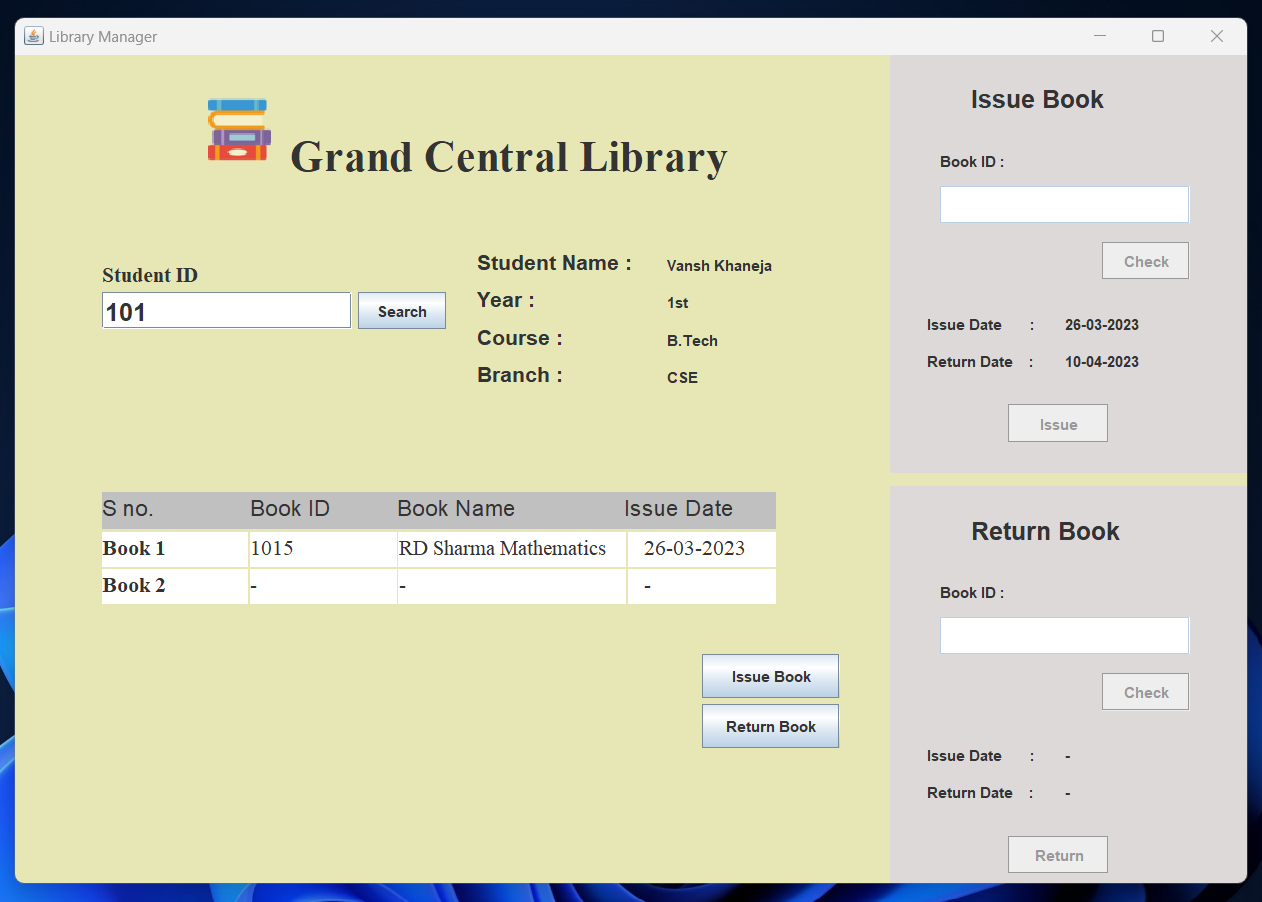 Library Manager
Grand Central Library
Student ID
101
Search
Student Name : Vansh Khaneja
Year : 1st
Course : B.Tech
Branch : CSE
S no. Book ID Book Name Issue Date
Book 1 1015 RD Sharma Mathematics 26-03-2023
Book 2 - - -
Issue Book
Return Book
Issue Book
Book ID :
Check
Issue Date : 26-03-2023
Return Date : 10-04-2023
Issue
Return Book
Book ID :
Check
Issue Date : -
Return Date : -
Return